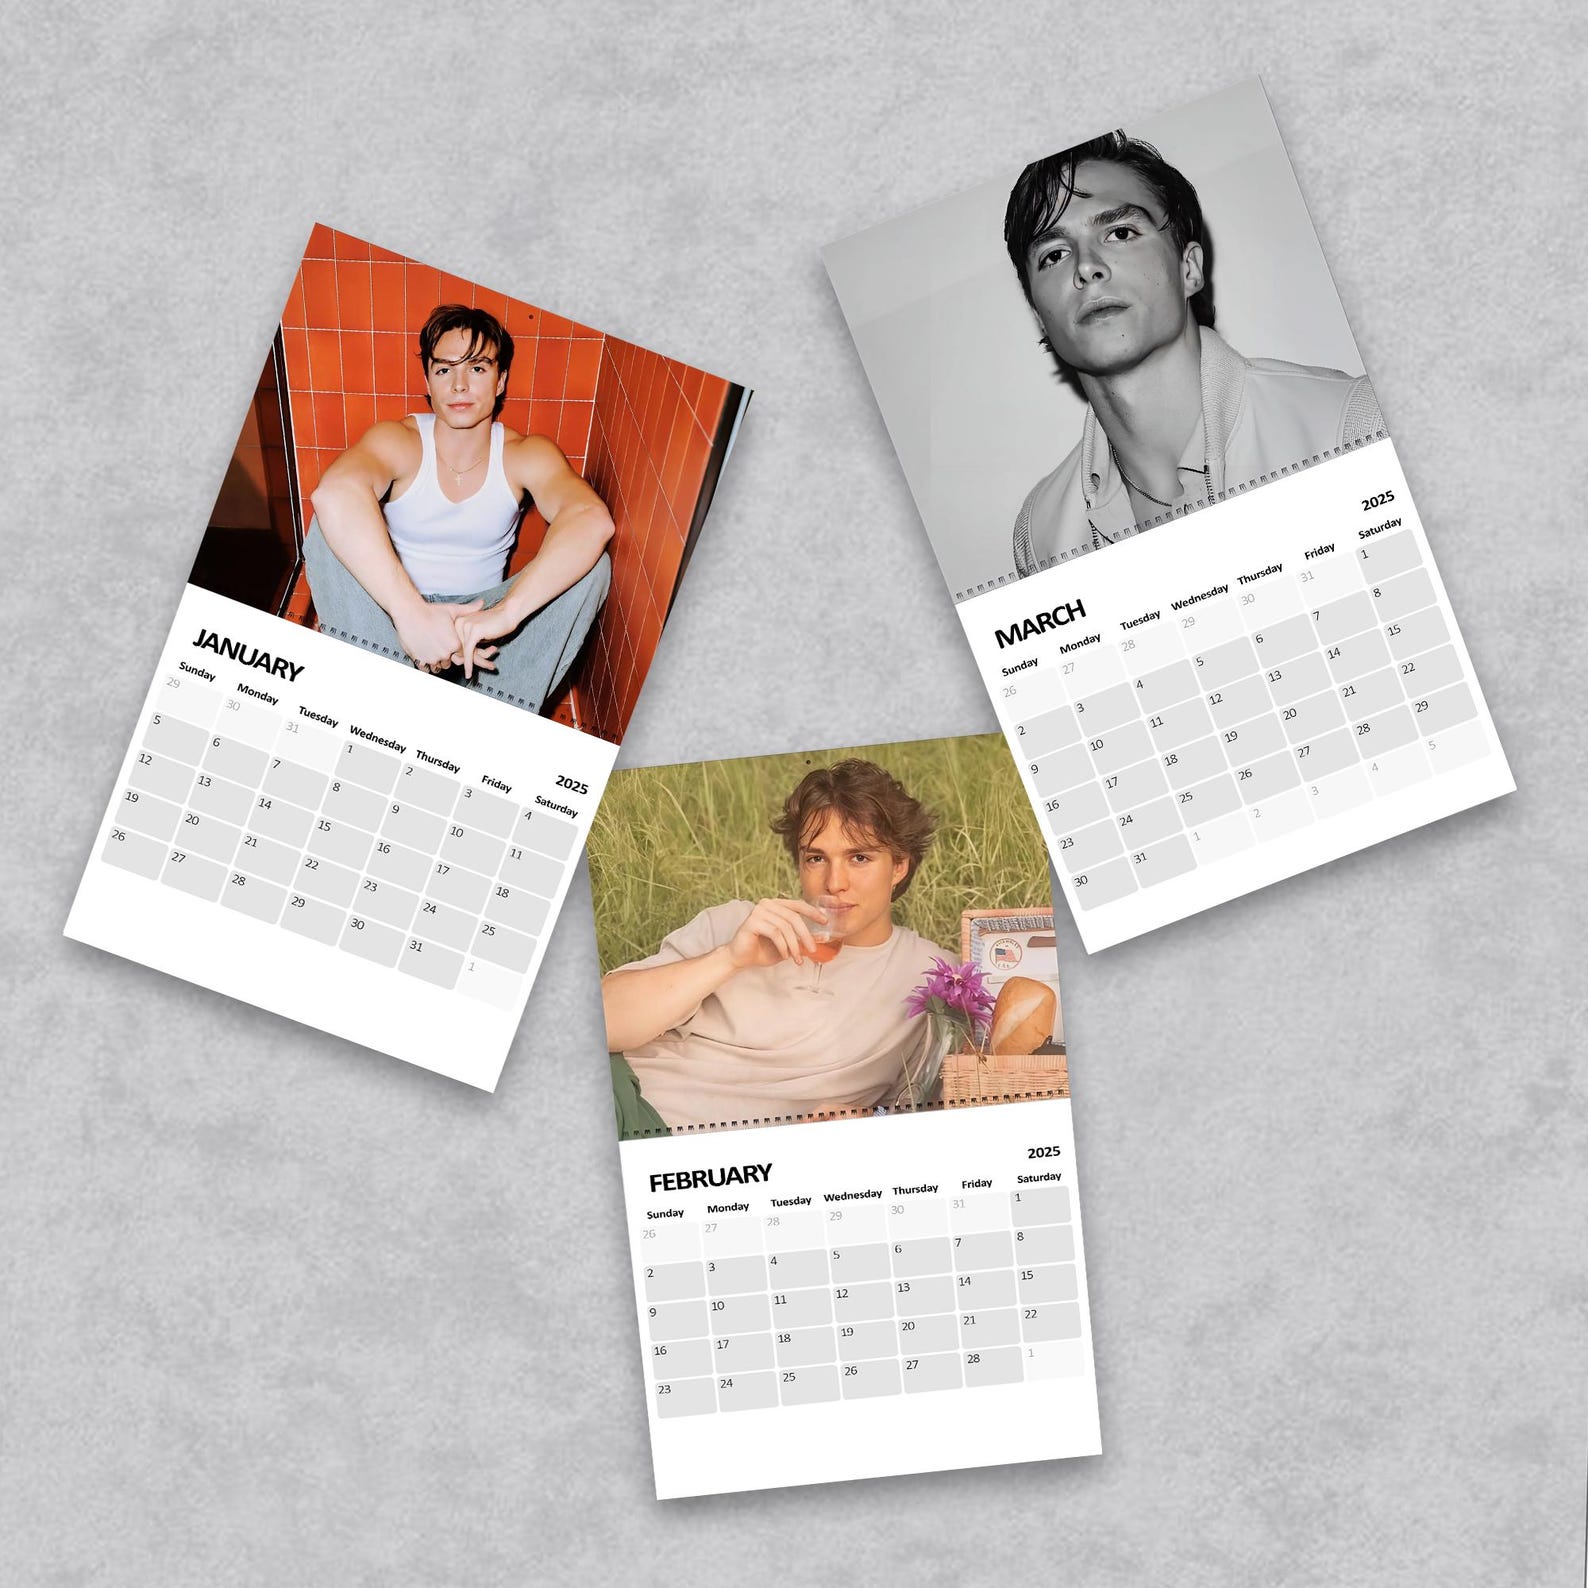 JANUARY
2025
Sunday Monday Tuesday Wednesday Thursday Friday Saturday
29 30 31 1 2 3 4
5 6 7 8 9 10 11
12 13 14 15 16 17 18
19 20 21 22 23 24 25
26 27 28 29 30 31 1
FEBRUARY
2025
Sunday Monday Tuesday Wednesday Thursday Friday Saturday
26 27 28 29 30 31 1
2 3 4 5 6 7 8
9 10 11 12 13 14 15
16 17 18 19 20 21 22
23 24 25 26 27 28 1
MARCH
2025
Sunday Monday Tuesday Wednesday Thursday Friday Saturday
26 27 28 29 30 31 1
2 3 4 5 6 7 8
9 10 11 12 13 14 15
16 17 18 19 20 21 22
23 24 25 26 27 28 29
30 31 1 2 3 4 5